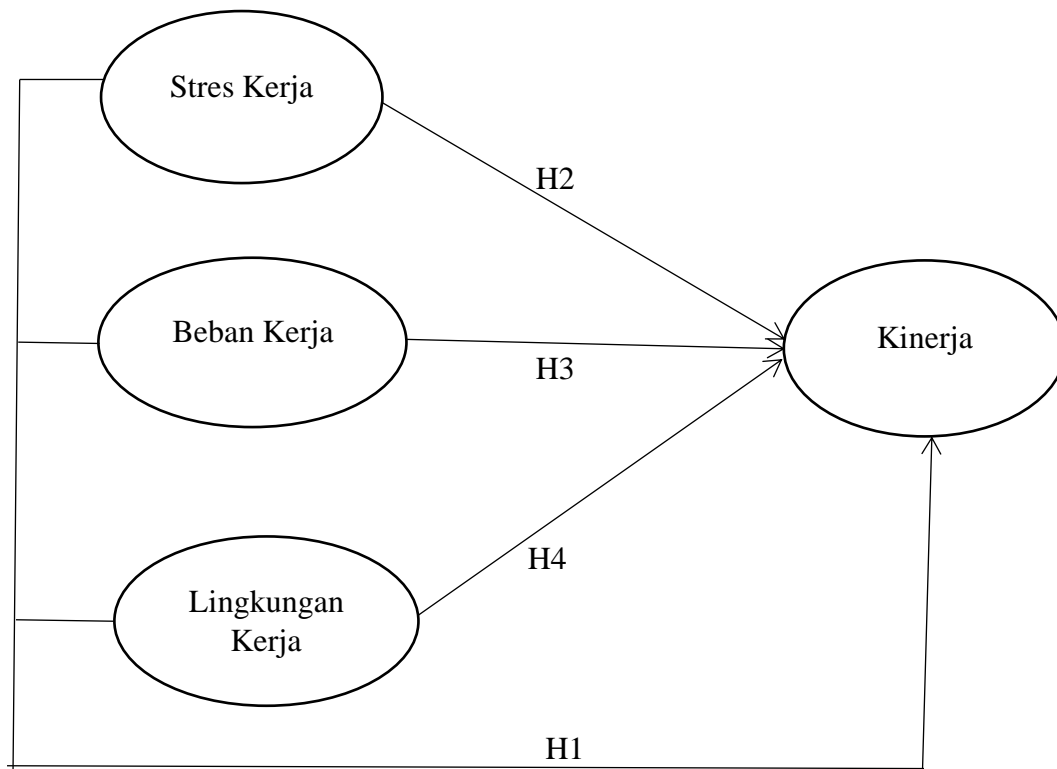 Stres Kerja
H2
Beban Kerja
Kinerja
H3
H4
Lingkungan
Kerja
H1